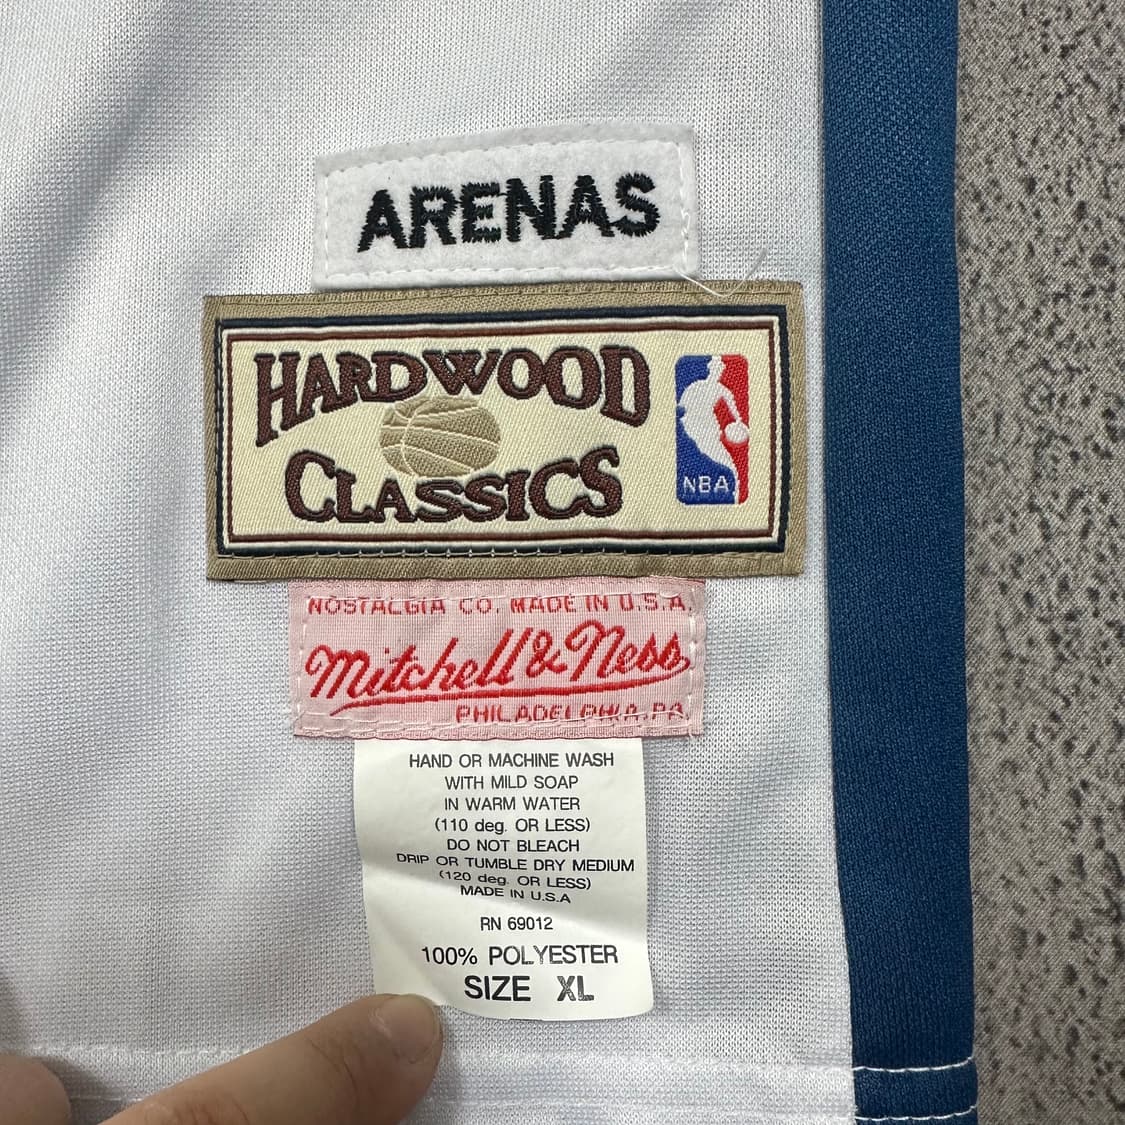 ARENAS
HARDWOOD
CLASSICS
NBA
NOSTALGIA CO. MADE IN U.S.A.
Mitchell & Ness
PHILADELPHIA, PA.
HAND OR MACHINE WASH
WITH MILD SOAP
IN WARM WATER
(110 deg. OR LESS)
DO NOT BLEACH
DRIP OR TUMBLE DRY MEDIUM
(120 deg. OR LESS)
MADE IN U.S.A
RN 69012
100% POLYESTER
SIZE XL